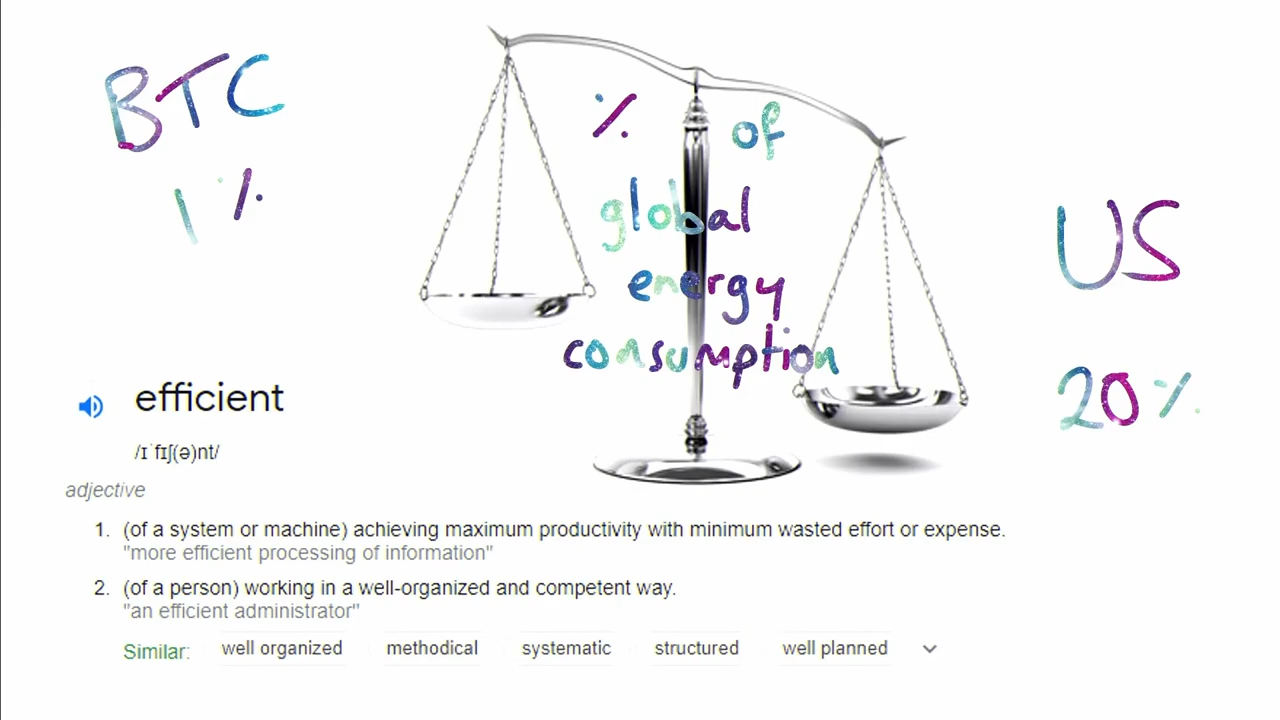 BTC
1%
% of
global
energy
consumption
US
20%
efficient
/ɪˈfɪʃ(ə)nt/
adjective
1. (of a system or machine) achieving maximum productivity with minimum wasted effort or expense.
"more efficient processing of information"
2. (of a person) working in a well-organized and competent way.
"an efficient administrator"
Similar: well organized methodical systematic structured well planned